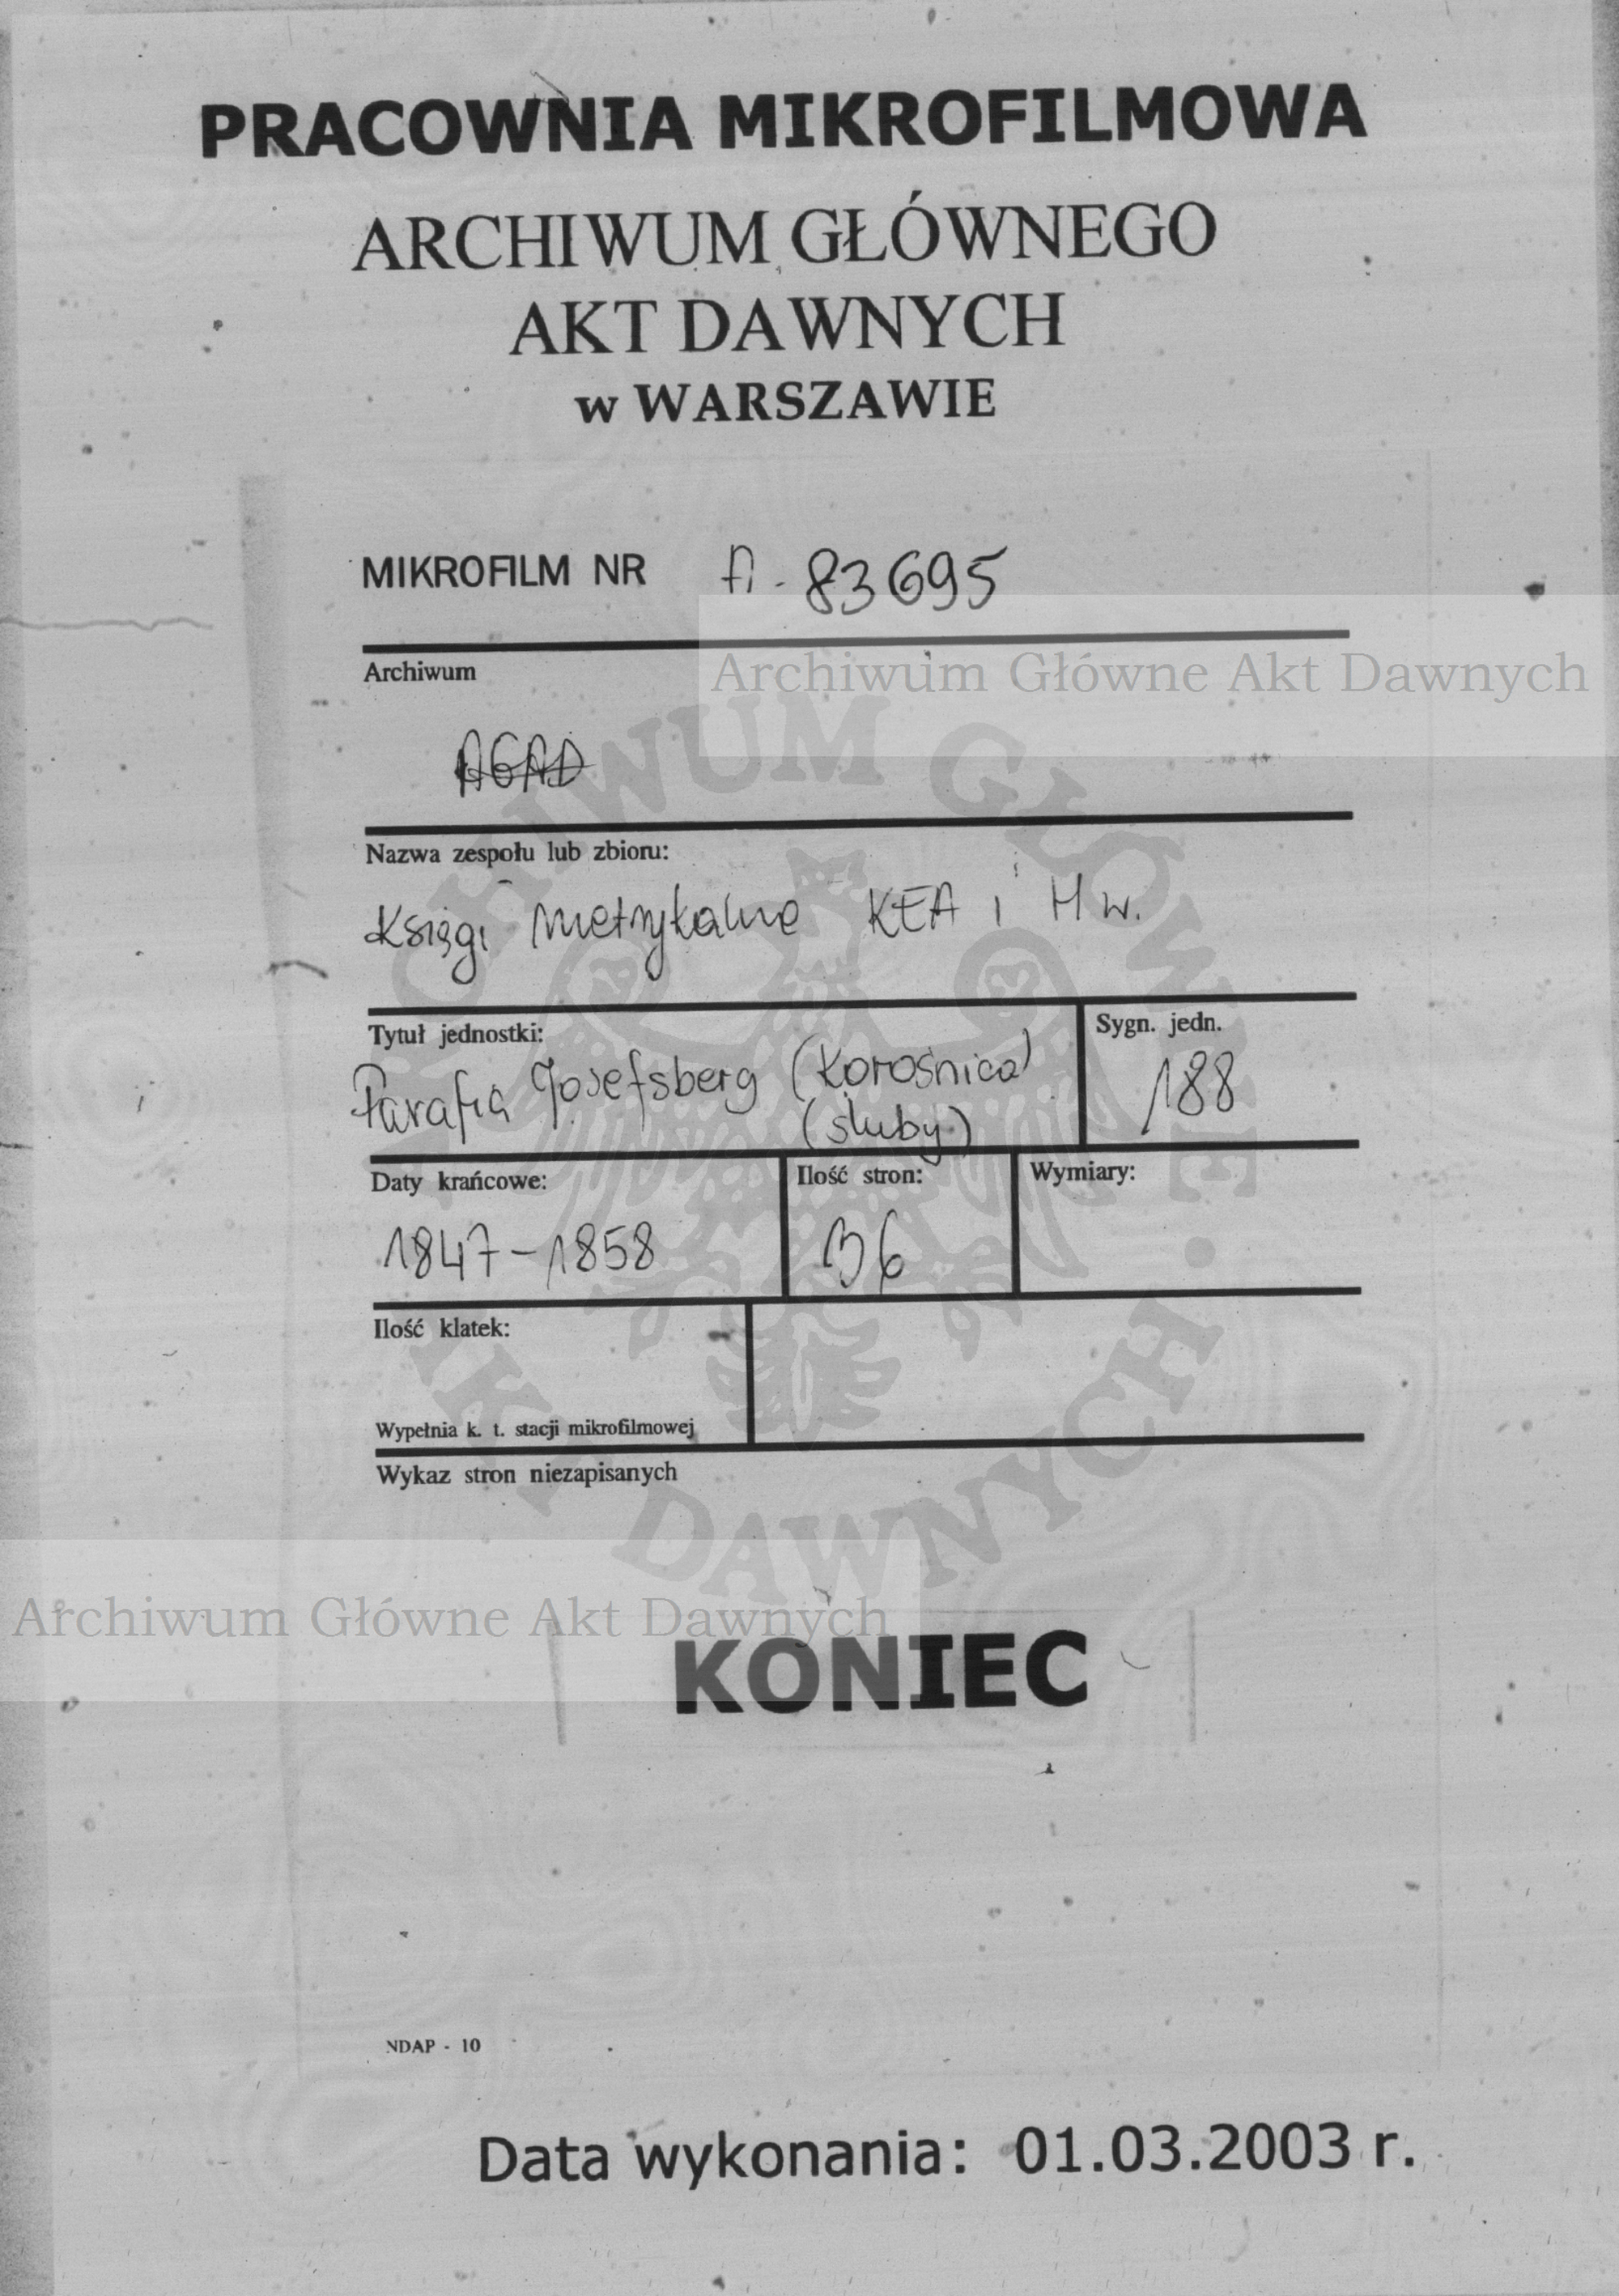 PRACOWNIA MIKROFILMOWA
ARCHIWUM GŁÓWNEGO
AKT DAWNYCH
w WARSZAWIE
MIKROFILM NR A-83695
Archiwum Główne Akt Dawnych
Archiwum
AGAD
Nazwa zespołu lub zbioru:
Księgi metrykalne KEA i Hw.
Tytuł jednostki:
Sygn. jedn.
Parafia Josefsberg (Korośnica)
188
(śluby)
Daty krańcowe:
Ilość stron:
Wymiary:
1847-1858
36
Ilość klatek:
Wypełnia k. t. stacji mikrofilmowej
Wykaz stron niezapisanych
Archiwum Główne Akt Dawnych
KONIEC
NDAP - 10
Data wykonania: 01.03.2003 r.